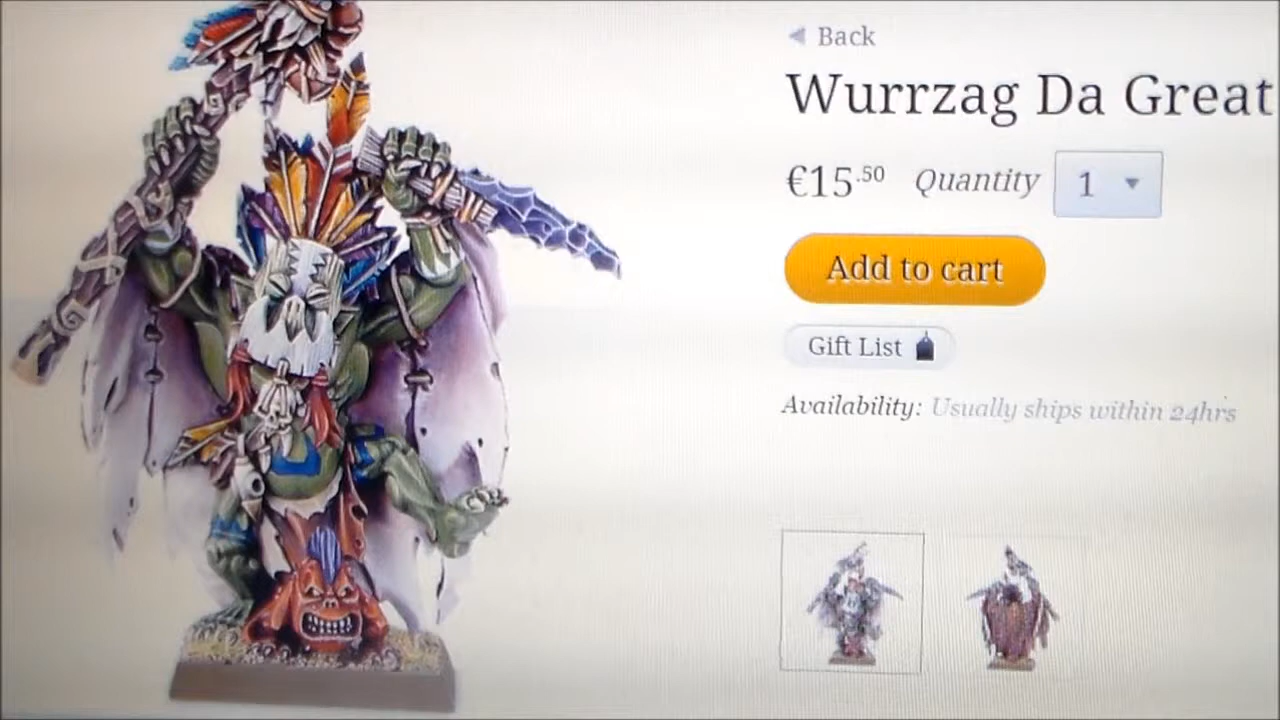 Back
Wurrzag Da Great
€15.50 Quantity 1
Add to cart
Gift List
Availability: Usually ships within 24hrs